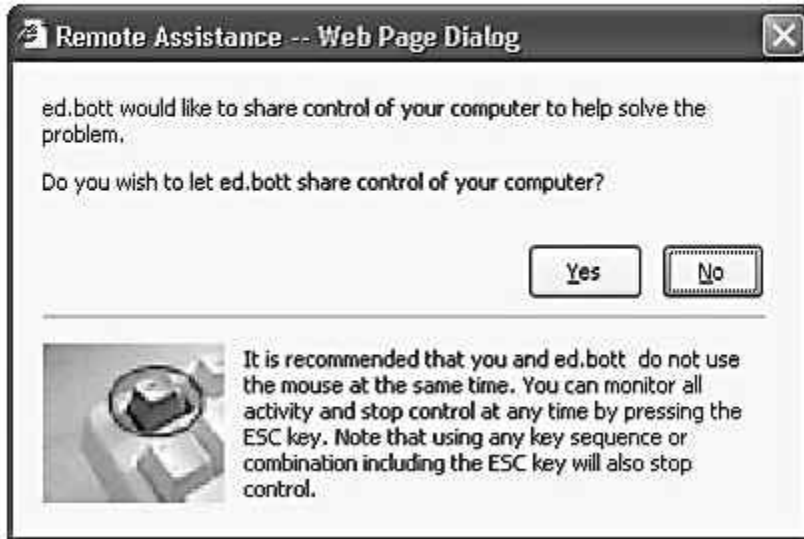 Remote Assistance -- Web Page Dialog
ed.bott would like to share control of your computer to help solve the
problem.
Do you wish to let ed.bott share control of your computer?
Yes
No
It is recommended that you and ed.bott do not use
the mouse at the same time. You can monitor all
activity and stop control at any time by pressing the
ESC key. Note that using any key sequence or
combination including the ESC key will also stop
control.